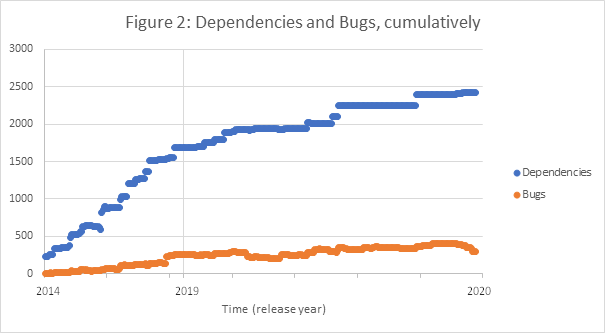 Figure 2: Dependencies and Bugs, cumulatively
3000
2500
2000
1500
1000
500
0
2014
2019
2020
Time (release year)
Dependencies
Bugs